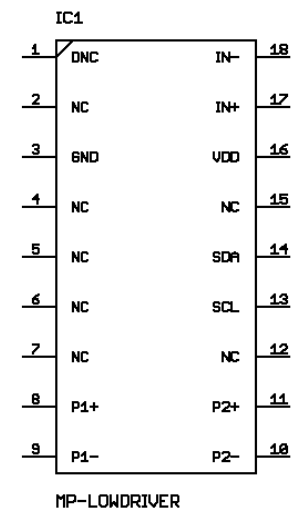 IC1
1 DNC IN- 18
2 NC IN+ 17
3 GND VDD 16
4 NC NC 15
5 NC SDA 14
6 NC SCL 13
7 NC NC 12
8 P1+ P2+ 11
9 P1- P2- 10
MP-LOWDRIVER